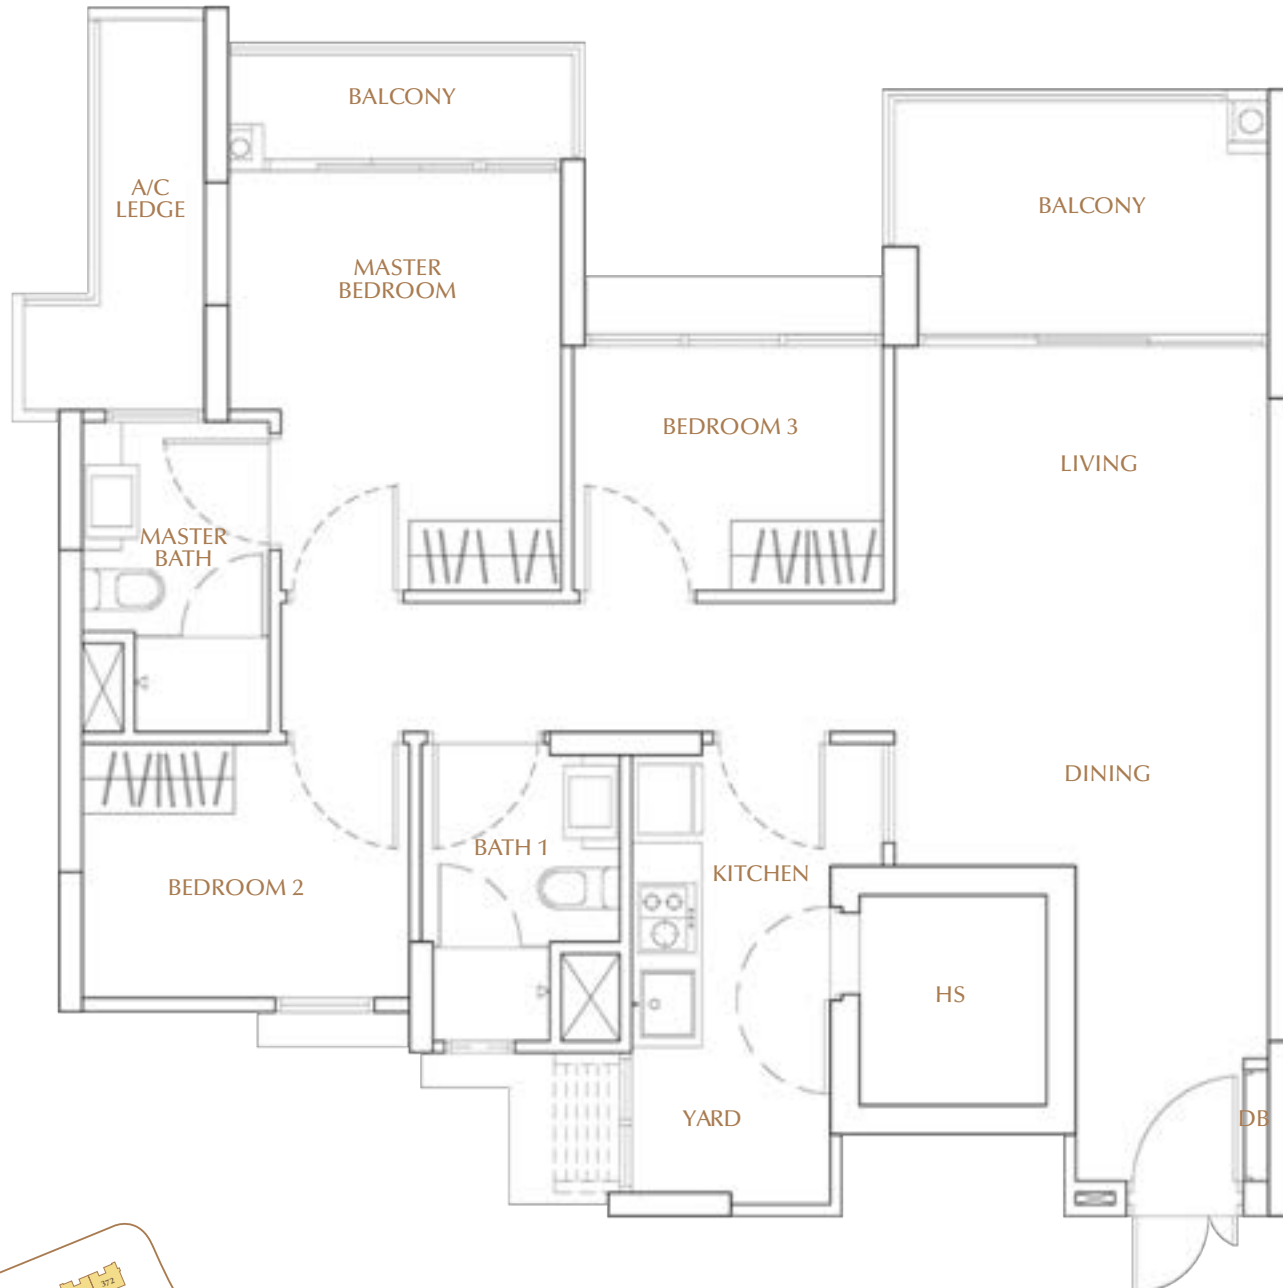 BALCONY
A/C
LEDGE
BALCONY
MASTER
BEDROOM
BEDROOM 3
LIVING
MASTER
BATH
DINING
BATH 1
KITCHEN
BEDROOM 2
HS
YARD
DB
372